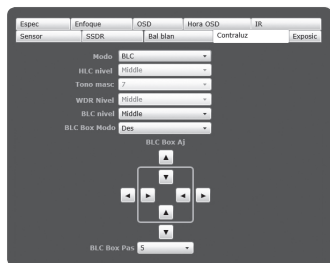 Espec Enfoque OSD Hora OSD IR
Sensor SSDR Bal blan Contraluz Exposic
Modo BLC
HLC nivel Middle
Tono masc 7
WDR Nivel Middle
BLC nivel Middle
BLC Box Modo Des
BLC Box Aj
BLC Box Pas 5